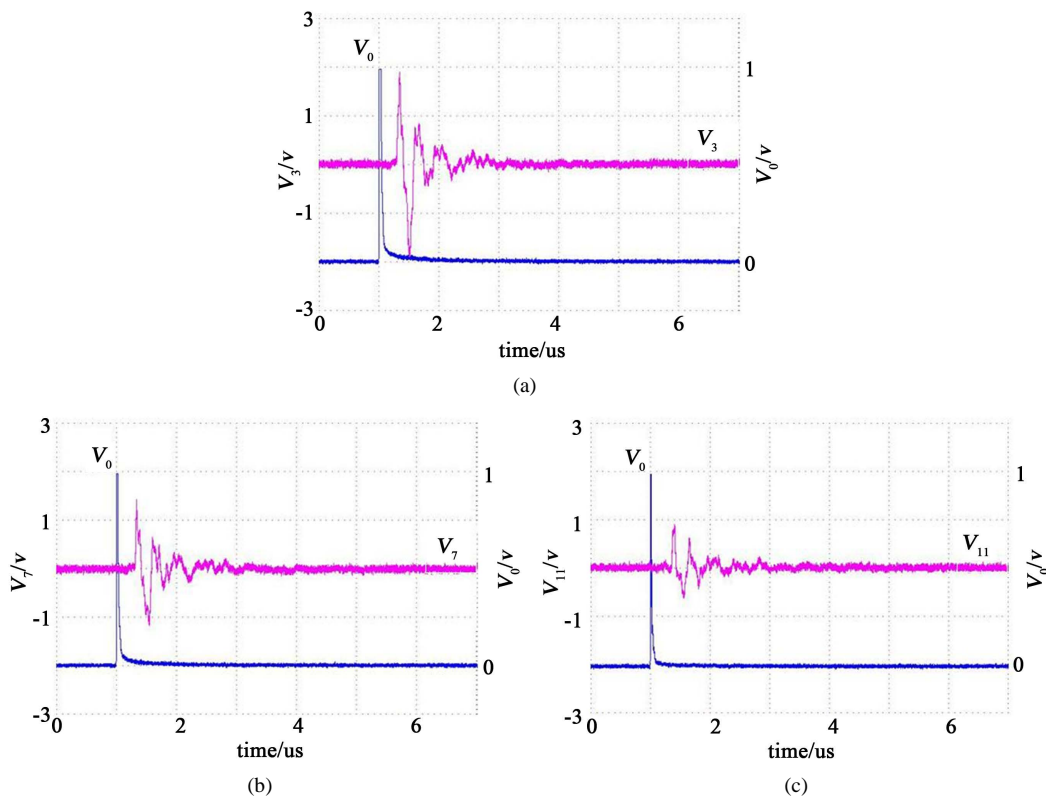 3
V0
1
1
V3
V3/v
V0/v
-1
0
-3
0 2 4 6
time/us
(a)
3
V0
1
1
V7
V7/v
V0/v
-1
0
-3
0 2 4 6
time/us
(b)
3
V0
1
1
V11
V11/v
V0/v
-1
0
-3
0 2 4 6
time/us
(c)